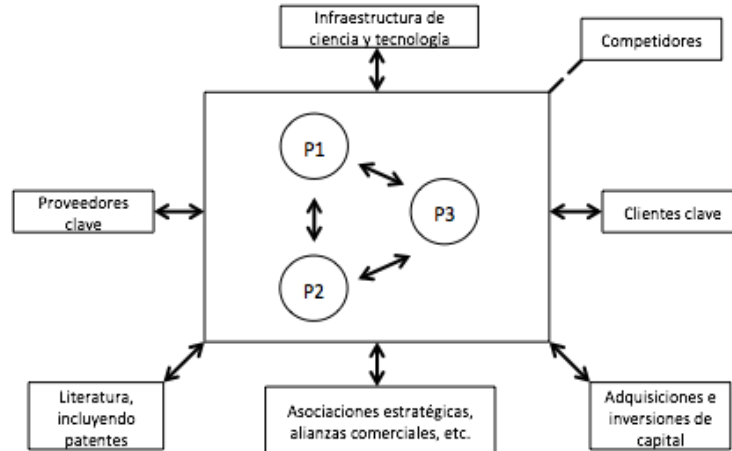 Infraestructura de
ciencia y tecnología
Competidores
P1
P3
P2
Proveedores
clave
Clientes clave
Literatura,
incluyendo
patentes
Asociaciones estratégicas,
alianzas comerciales, etc.
Adquisiciones e
inversiones de
capital